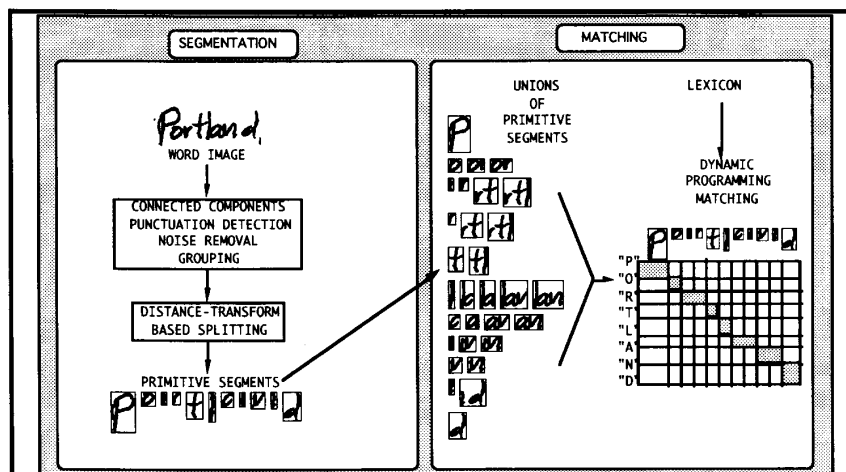 SEGMENTATION
Portland,
WORD IMAGE
CONNECTED COMPONENTS
PUNCTUATION DETECTION
NOISE REMOVAL
GROUPING
DISTANCE-TRANSFORM
BASED SPLITTING
PRIMITIVE SEGMENTS
MATCHING
UNIONS
OF
PRIMITIVE
SEGMENTS
LEXICON
DYNAMIC
PROGRAMMING
MATCHING
"P"
"O"
"R"
"T"
"L"
"A"
"N"
"D"